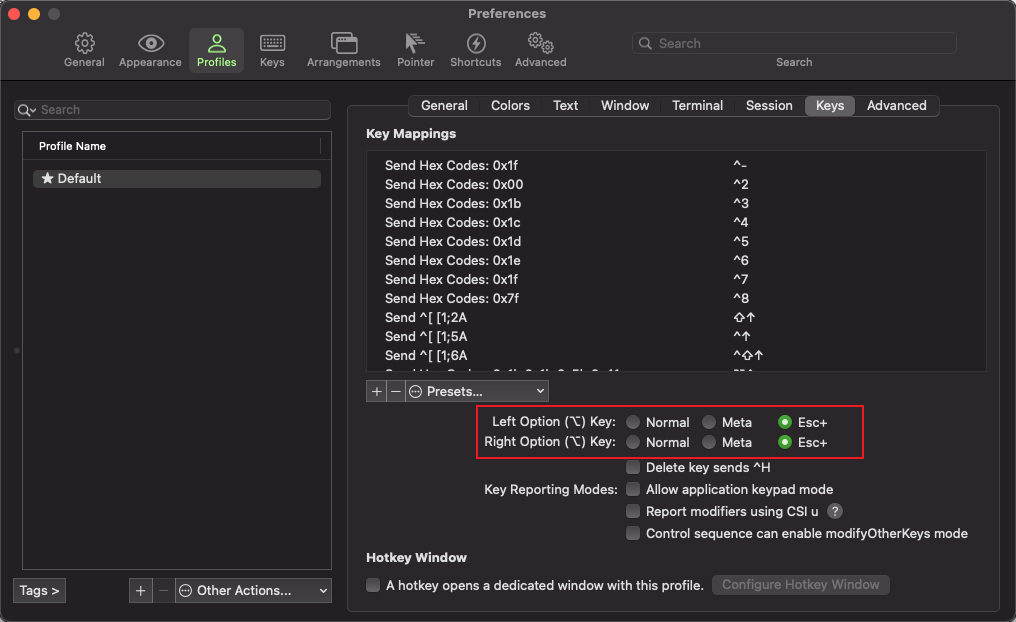 Preferences
General Appearance Profiles Keys Arrangements Pointer Shortcuts Advanced
Search
Search
Search
Profile Name
Default
Tags >
+ − Other Actions...
General Colors Text Window Terminal Session Keys Advanced
Key Mappings
Send Hex Codes: 0x1f ^-
Send Hex Codes: 0x00 ^2
Send Hex Codes: 0x1b ^3
Send Hex Codes: 0x1c ^4
Send Hex Codes: 0x1d ^5
Send Hex Codes: 0x1e ^6
Send Hex Codes: 0x1f ^7
Send Hex Codes: 0x7f ^8
Send ^[ [1;2A ⇧↑
Send ^[ [1;5A ^↑
Send ^[ [1;6A ^⇧↑
+ − Presets...
Left Option (⌥) Key: Normal Meta Esc+
Right Option (⌥) Key: Normal Meta Esc+
Delete key sends ^H
Key Reporting Modes: Allow application keypad mode
Report modifiers using CSI u ?
Control sequence can enable modifyOtherKeys mode
Hotkey Window
A hotkey opens a dedicated window with this profile. Configure Hotkey Window